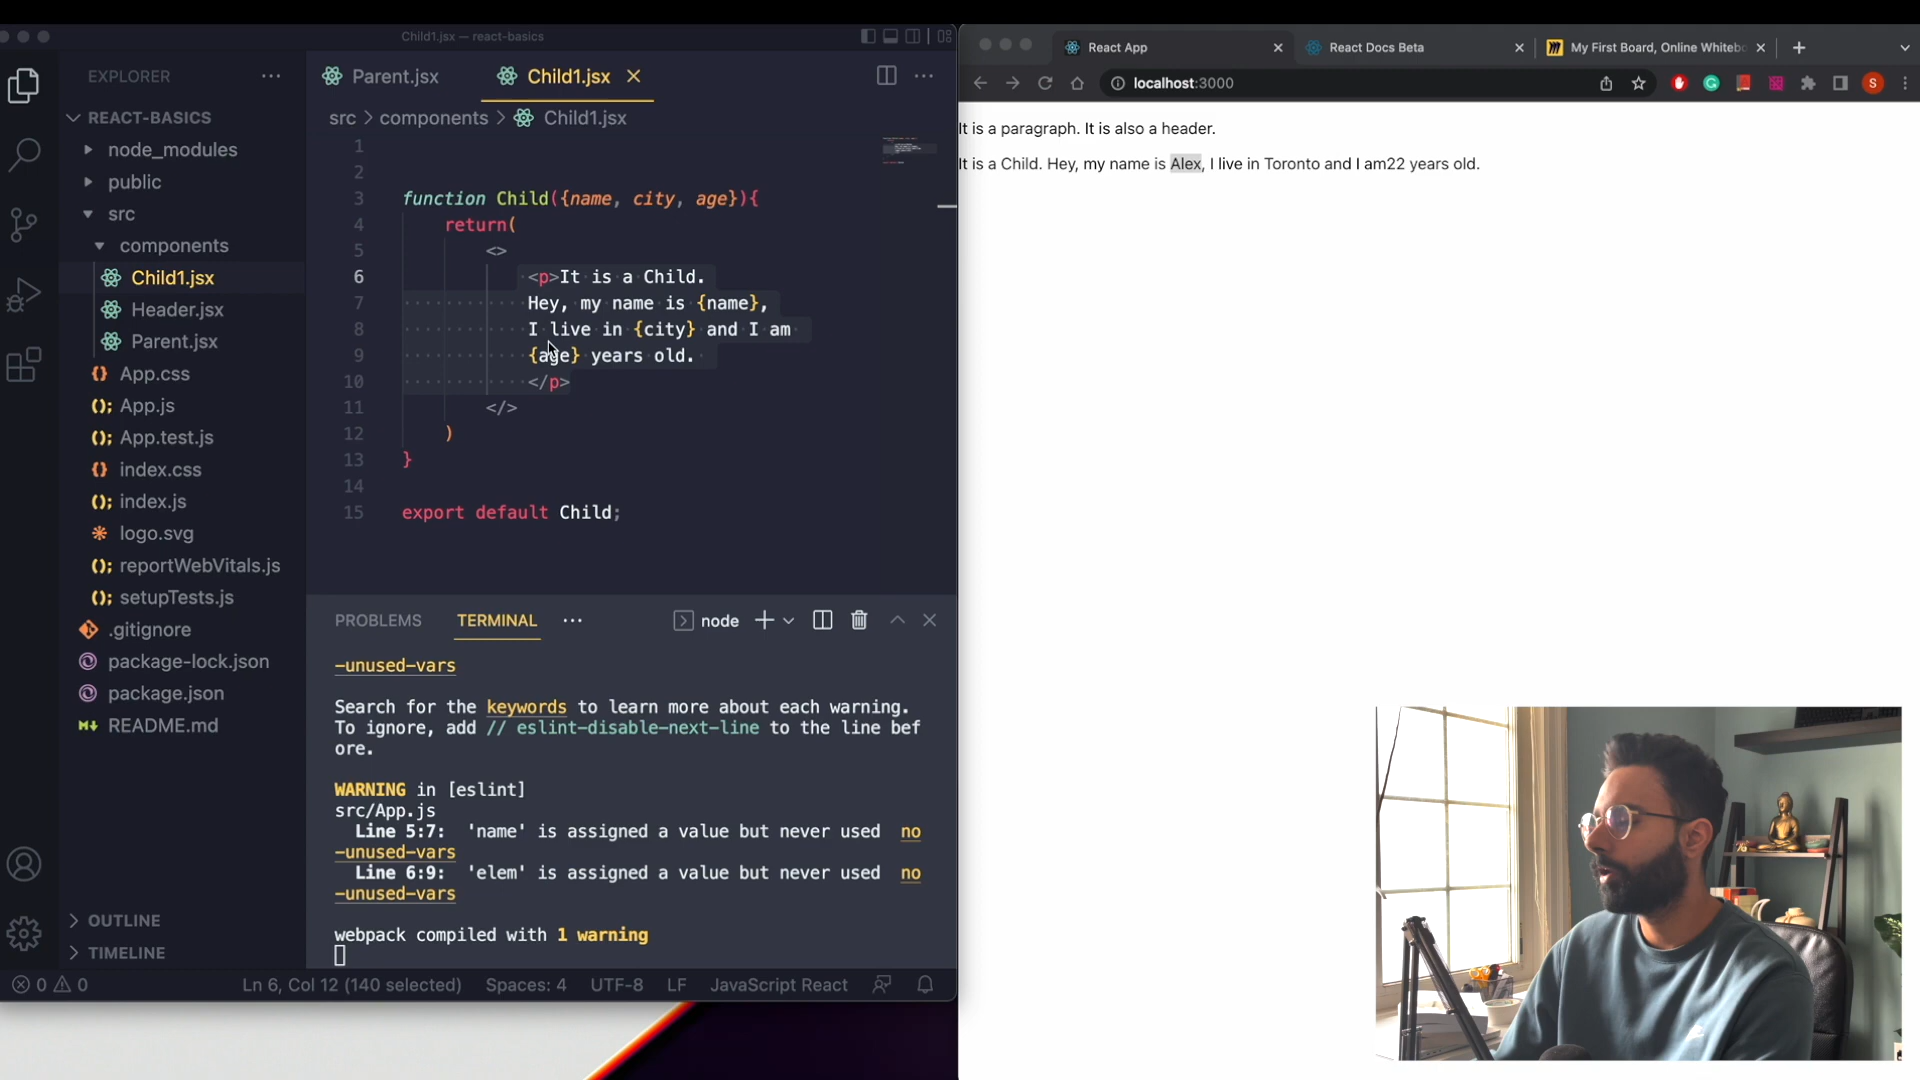 Child1.jsx — react-basics
EXPLORER
REACT-BASICS
node_modules
public
src
components
Child1.jsx
Header.jsx
Parent.jsx
App.css
App.js
App.test.js
index.css
index.js
logo.svg
reportWebVitals.js
setupTests.js
.gitignore
package-lock.json
package.json
README.md
OUTLINE
TIMELINE
Parent.jsx
Child1.jsx
src > components > Child1.jsx
1
2
3 function Child({name, city, age}){
4 return(
5 <>
6 <p>It is a Child.
7 Hey, my name is {name},
8 I live in {city} and I am
9 {age} years old.
10 </p>
11 </>
12 )
13 }
14
15 export default Child;
PROBLEMS TERMINAL ··· node
-unused-vars
Search for the keywords to learn more about each warning.
To ignore, add // eslint-disable-next-line to the line bef
ore.
WARNING in [eslint]
src/App.js
Line 5:7: 'name' is assigned a value but never used no
-unused-vars
Line 6:9: 'elem' is assigned a value but never used no
-unused-vars
webpack compiled with 1 warning
0 0 Ln 6, Col 12 (140 selected) Spaces: 4 UTF-8 LF JavaScript React
React App
React Docs Beta
My First Board, Online Whitebo
localhost:3000
S
It is a paragraph. It is also a header.
It is a Child. Hey, my name is Alex, I live in Toronto and I am22 years old.